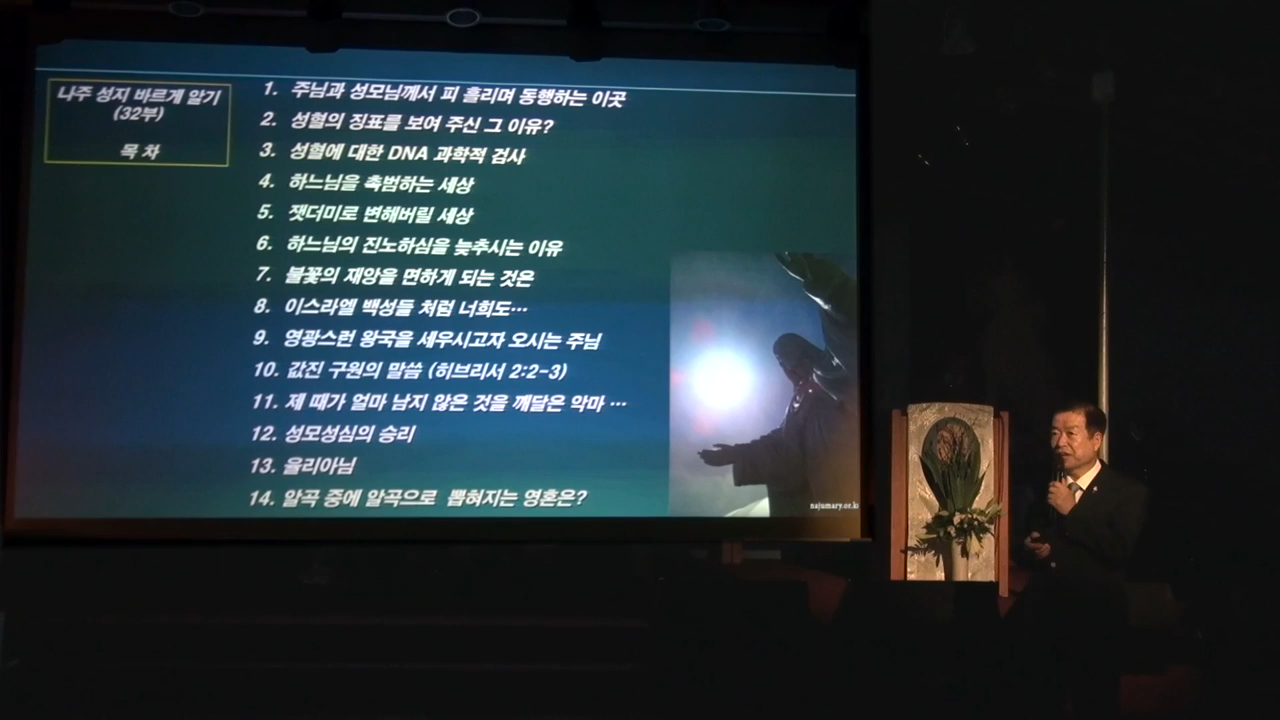 나주 성지 바르게 알기
(32부)
목 차
1. 주님과 성모님께서 피 흘리며 동행하는 이곳
2. 성혈의 징표를 보여 주신 그 이유?
3. 성혈에 대한 DNA 과학적 검사
4. 하느님을 촉범하는 세상
5. 잿더미로 변해버릴 세상
6. 하느님의 진노하심을 늦추시는 이유
7. 불꽃의 재앙을 면하게 되는 것은
8. 이스라엘 백성들 처럼 너희도…
9. 영광스런 왕국을 세우시고자 오시는 주님
10. 값진 구원의 말씀 (히브리서 2:2-3)
11. 제 때가 얼마 남지 않은 것을 깨달은 악마 …
12. 성모성심의 승리
13. 율리아님
14. 알곡 중에 알곡으로 뽑혀지는 영혼은?
najumary.or.k